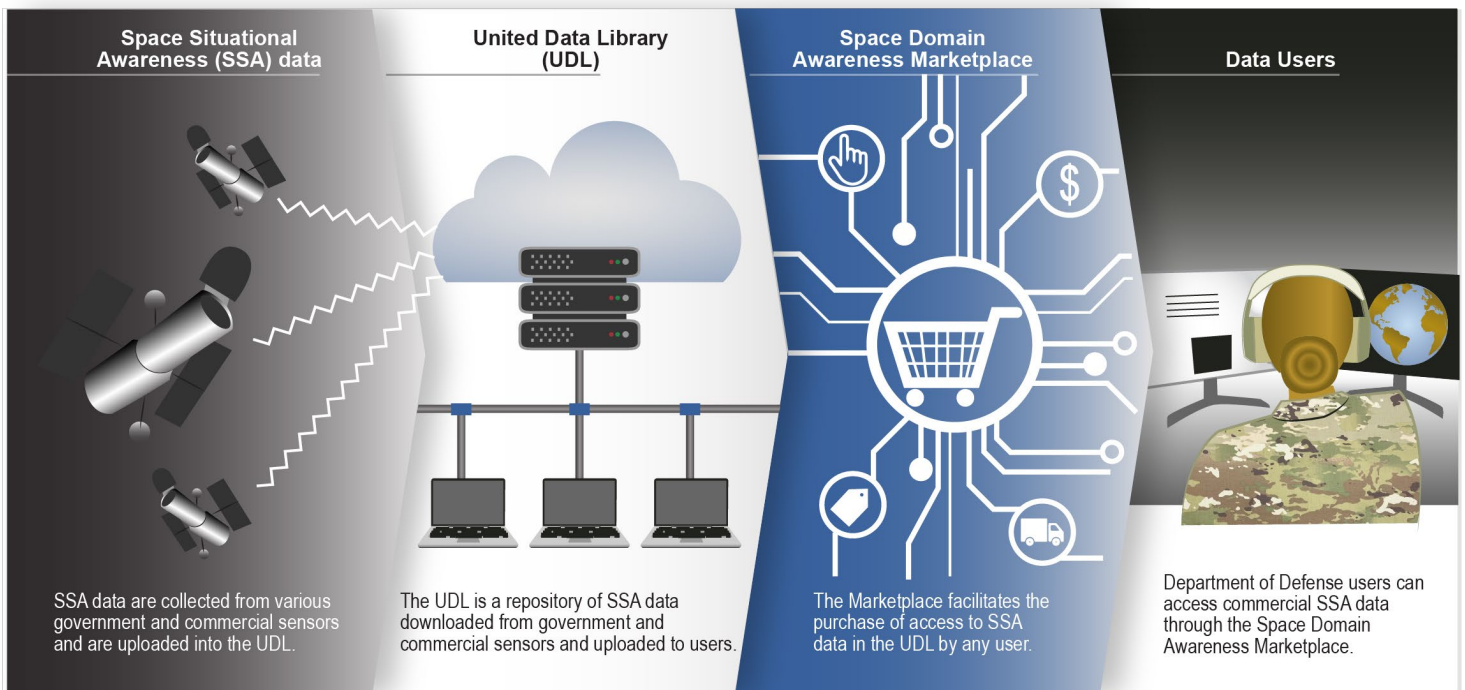 Space Situational
Awareness (SSA) data
United Data Library
(UDL)
Space Domain
Awareness Marketplace
Data Users
$
SSA data are collected from various
government and commercial sensors
and are uploaded into the UDL.
The UDL is a repository of SSA data
downloaded from government and
commercial sensors and uploaded to users.
The Marketplace facilitates the
purchase of access to SSA
data in the UDL by any user.
Department of Defense users can
access commercial SSA data
through the Space Domain
Awareness Marketplace.